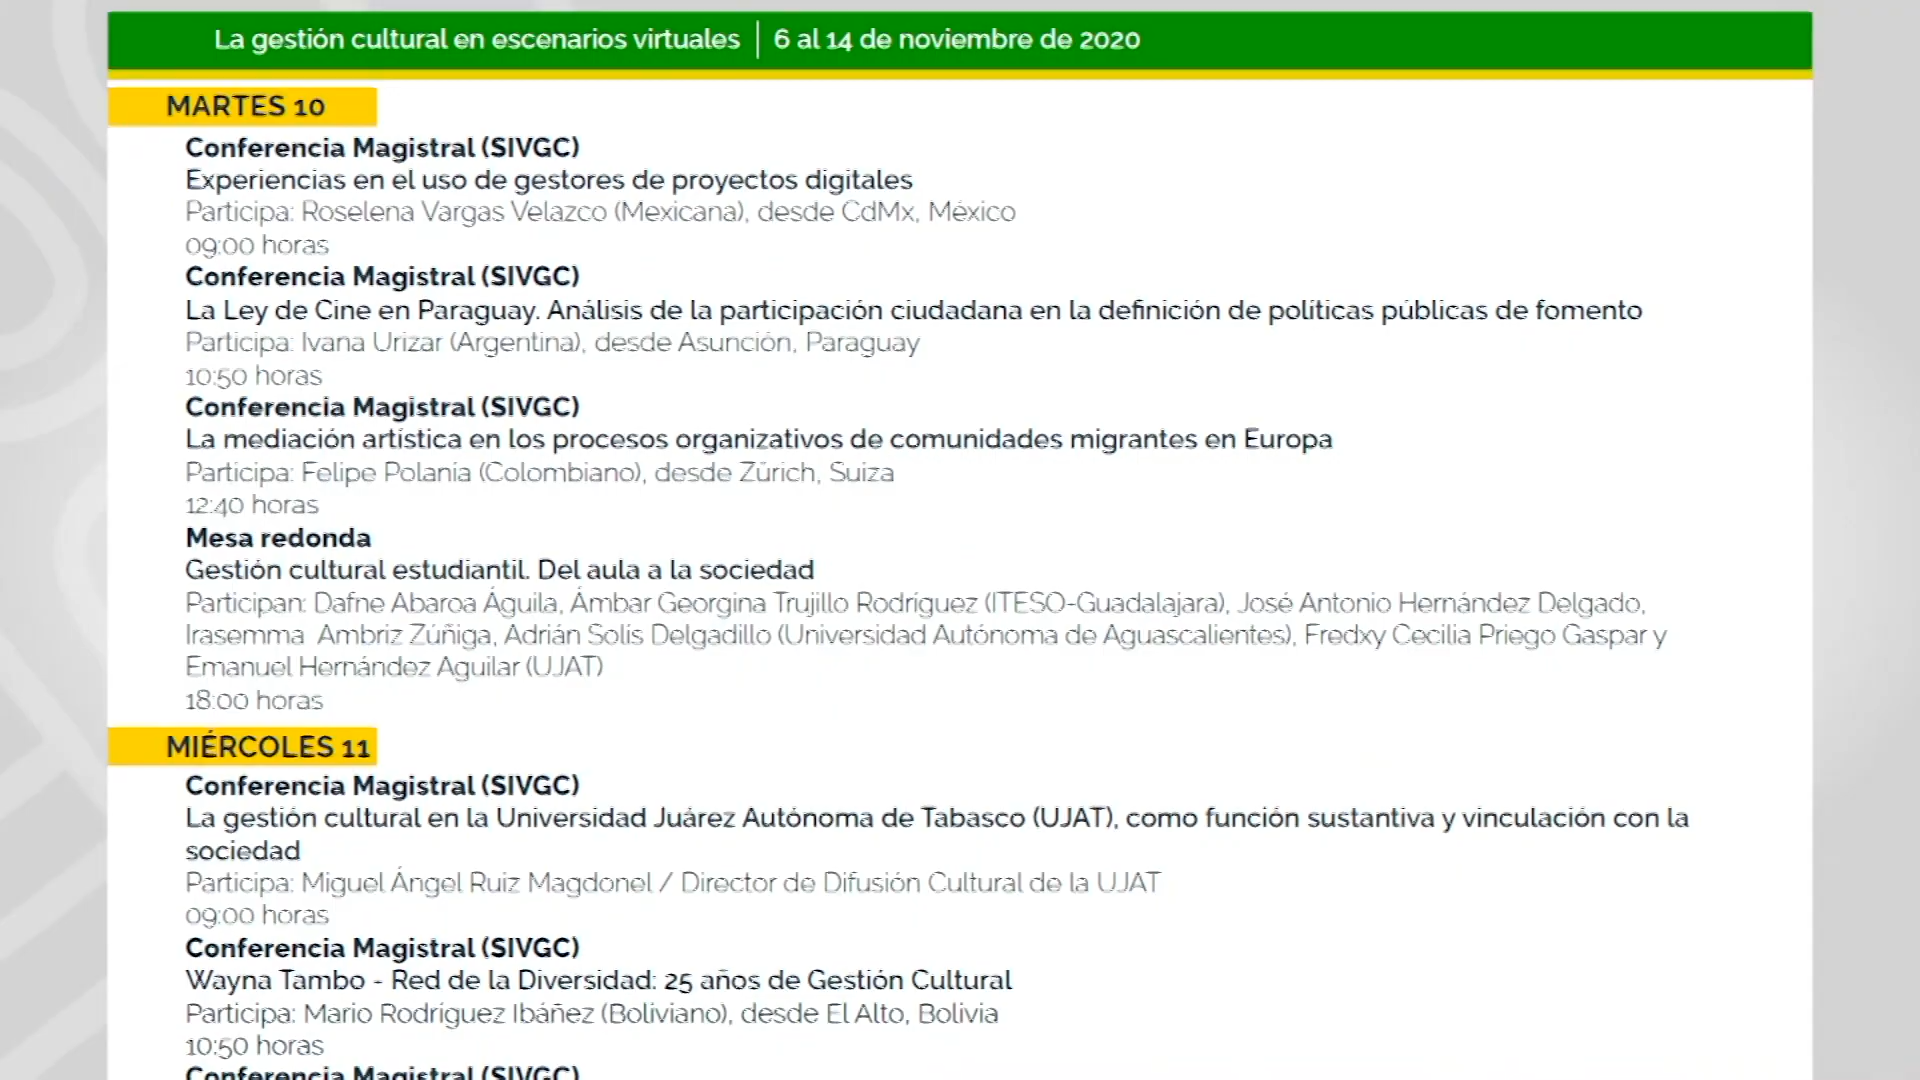 La gestión cultural en escenarios virtuales | 6 al 14 de noviembre de 2020
MARTES 10
Conferencia Magistral (SIVGC)
Experiencias en el uso de gestores de proyectos digitales
Participa: Roselena Vargas Velazco (Mexicana), desde CdMx, México
09:00 horas
Conferencia Magistral (SIVGC)
La Ley de Cine en Paraguay. Análisis de la participación ciudadana en la definición de políticas públicas de fomento
Participa: Ivana Urizar (Argentina), desde Asunción, Paraguay
10:50 horas
Conferencia Magistral (SIVGC)
La mediación artística en los procesos organizativos de comunidades migrantes en Europa
Participa: Felipe Polanía (Colombiano), desde Zürich, Suiza
12:40 horas
Mesa redonda
Gestión cultural estudiantil. Del aula a la sociedad
Participan: Dafne Abaroa Águila, Ámbar Georgina Trujillo Rodríguez (ITESO-Guadalajara), José Antonio Hernández Delgado,
Irasemma Ambriz Zúñiga, Adrián Solís Delgadillo (Universidad Autónoma de Aguascalientes), Fredxy Cecilia Priego Gaspar y
Emanuel Hernández Aguilar (UJAT)
18:00 horas
MIÉRCOLES 11
Conferencia Magistral (SIVGC)
La gestión cultural en la Universidad Juárez Autónoma de Tabasco (UJAT), como función sustantiva y vinculación con la
sociedad
Participa: Miguel Ángel Ruiz Magdonel / Director de Difusión Cultural de la UJAT
09:00 horas
Conferencia Magistral (SIVGC)
Wayna Tambo - Red de la Diversidad: 25 años de Gestión Cultural
Participa: Mario Rodríguez Ibáñez (Boliviano), desde El Alto, Bolivia
10:50 horas
Conferencia Magistral (SIVGC)